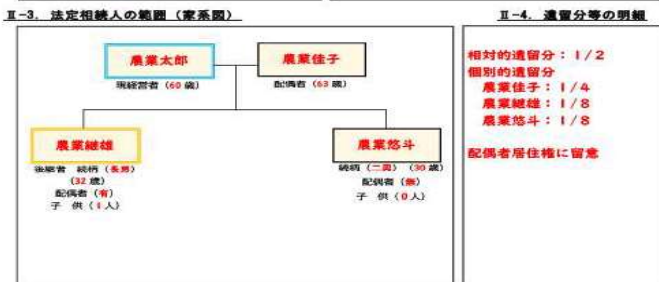 Ⅱ-3. 法定相続人の範囲（家系図）
農業太郎
現経営者（60歳）
農業佳子
配偶者（63歳）
農業継雄
後継者 続柄（長男）
（32歳）
配偶者（有）
子 供（1人）
農業悠斗
続柄（二男）（30歳）
配偶者（無）
子 供（0人）
Ⅱ-4. 遺留分等の明細
相対的遺留分：1/2
個別的遺留分
農業佳子：1/4
農業継雄：1/8
農業悠斗：1/8
配偶者居住権に留意